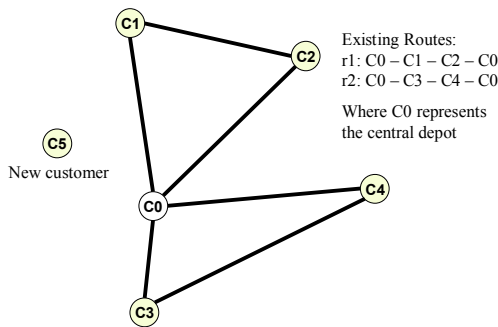 C1
C2
Existing Routes:
r1: C0 – C1 – C2 – C0
r2: C0 – C3 – C4 – C0
Where C0 represents
the central depot
C5
New customer
C4
C0
C3